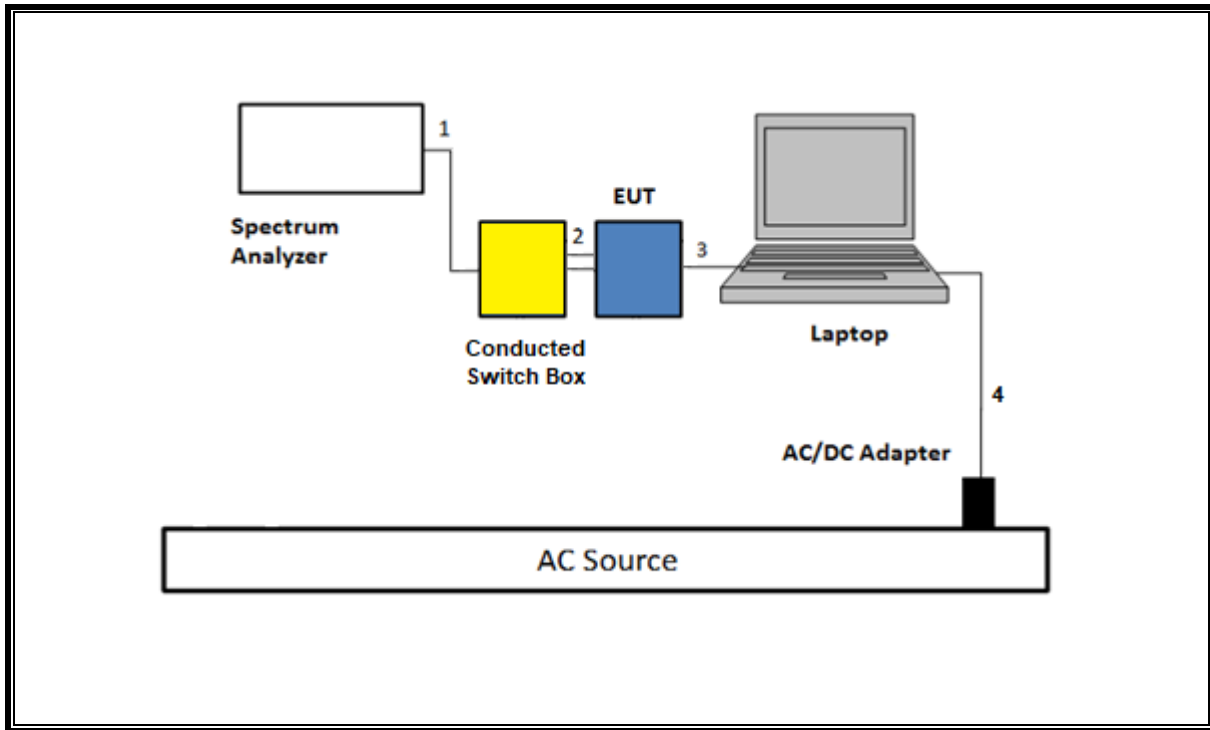 1
Spectrum
Analyzer
Conducted
Switch Box
2
EUT
3
Laptop
4
AC/DC Adapter
AC Source